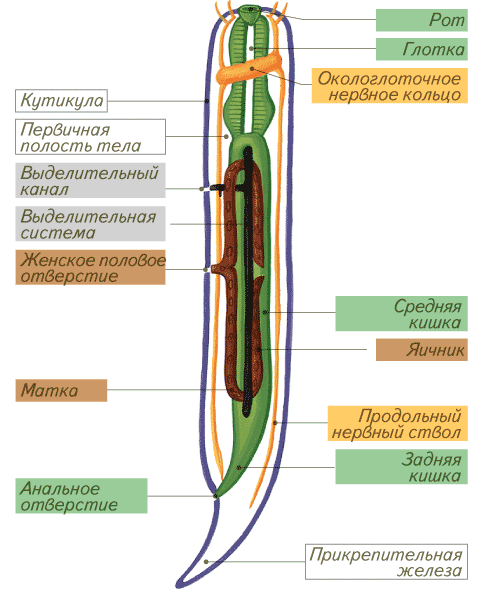 Рот
Глотка
Окологлоточное
нервное кольцо
Кутикула
Первичная
полость тела
Выделительный
канал
Выделительная
система
Женское половое
отверстие
Средняя
кишка
Яичник
Матка
Продольный
нервный ствол
Задняя
кишка
Анальное
отверстие
Прикрепительная
железа